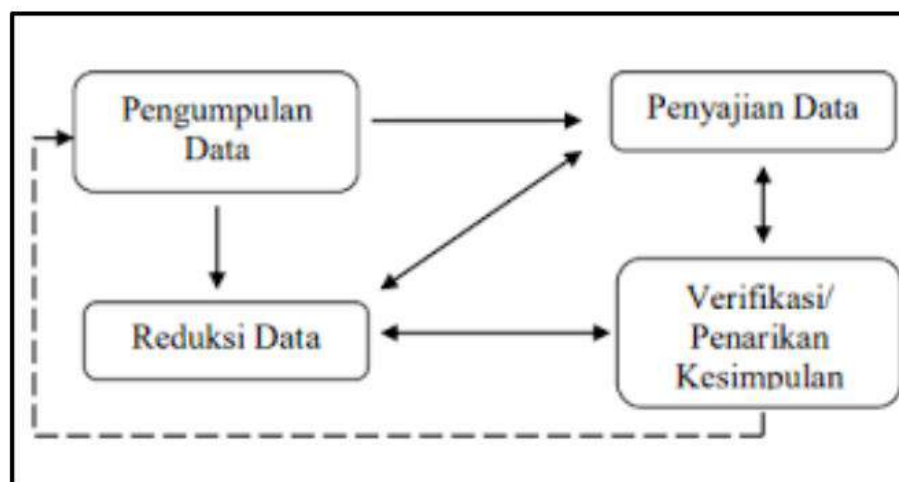 Pengumpulan
Data
Penyajian Data
Reduksi Data
Verifikasi/
Penarikan
Kesimpulan